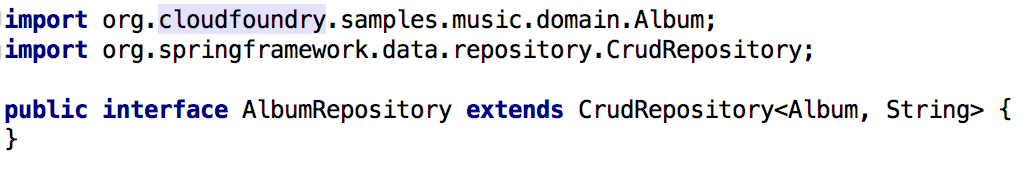 import org.cloudfoundry.samples.music.domain.Album;
import org.springframework.data.repository.CrudRepository;
public interface AlbumRepository extends CrudRepository<Album, String> {
}